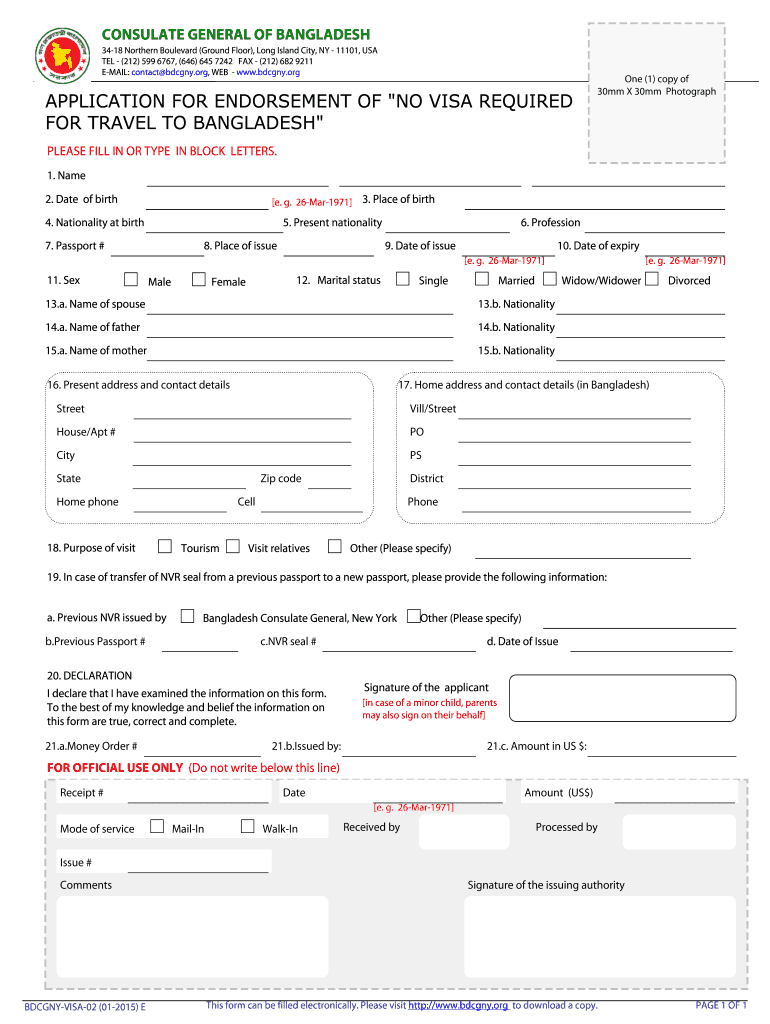 CONSULATE GENERAL OF BANGLADESH
34-18 Northern Boulevard (Ground Floor), Long Island City, NY - 11101, USA
TEL - (212) 599 6767, (646) 645 7242 FAX - (212) 682 9211
E-MAIL: contact@bdcgny.org, WEB - www.bdcgny.org
One (1) copy of
30mm X 30mm Photograph
APPLICATION FOR ENDORSEMENT OF "NO VISA REQUIRED
FOR TRAVEL TO BANGLADESH"
PLEASE FILL IN OR TYPE IN BLOCK LETTERS.
1. Name
2. Date of birth [e. g. 26-Mar-1971] 3. Place of birth
4. Nationality at birth 5. Present nationality 6. Profession
7. Passport # 8. Place of issue 9. Date of issue 10. Date of expiry
[e. g. 26-Mar-1971] [e. g. 26-Mar-1971]
11. Sex Male Female 12. Marital status Single Married Widow/Widower Divorced
13.a. Name of spouse 13.b. Nationality
14.a. Name of father 14.b. Nationality
15.a. Name of mother 15.b. Nationality
16. Present address and contact details
Street
House/Apt #
City
State Zip code
Home phone Cell
17. Home address and contact details (in Bangladesh)
Vill/Street
PO
PS
District
Phone
18. Purpose of visit Tourism Visit relatives Other (Please specify)
19. In case of transfer of NVR seal from a previous passport to a new passport, please provide the following information:
a. Previous NVR issued by Bangladesh Consulate General, New York Other (Please specify)
b.Previous Passport # c.NVR seal # d. Date of Issue
20. DECLARATION
I declare that I have examined the information on this form.
To the best of my knowledge and belief the information on
this form are true, correct and complete.
Signature of the applicant
[in case of a minor child, parents
may also sign on their behalf]
21.a.Money Order # 21.b.Issued by: 21.c. Amount in US $:
FOR OFFICIAL USE ONLY (Do not write below this line)
Receipt # Date Amount (US$)
[e. g. 26-Mar-1971]
Mode of service Mail-In Walk-In Received by Processed by
Issue #
Comments Signature of the issuing authority
BDCGNY-VISA-02 (01-2015) E This form can be filled electronically. Please visit http://www.bdcgny.org to download a copy. PAGE 1 OF 1